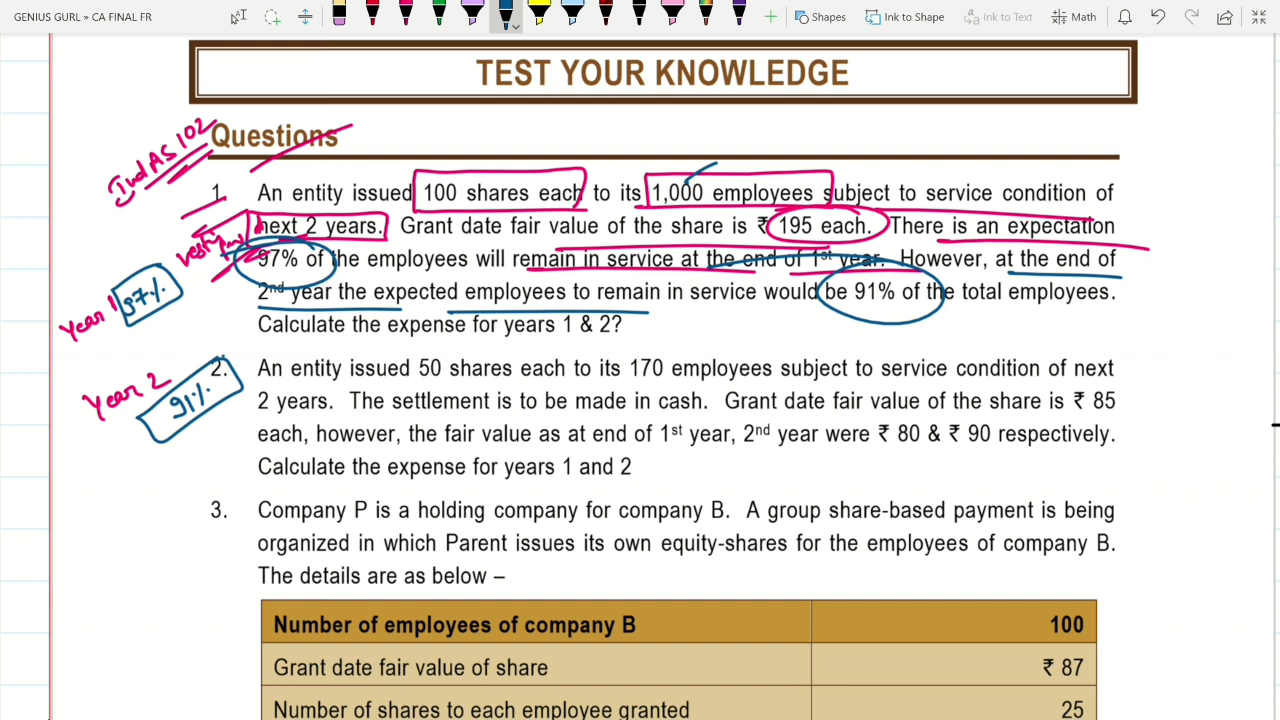 GENIUS GURL » CA FINAL FR
Shapes
Ink to Shape
Ink to Text
Math
TEST YOUR KNOWLEDGE
Ind AS 102
Questions
1. An entity issued 100 shares each to its 1,000 employees subject to service condition of
next 2 years. Grant date fair value of the share is ₹ 195 each. There is an expectation
97% of the employees will remain in service at the end of 1st year. However, at the end of
2nd year the expected employees to remain in service would be 91% of the total employees.
Calculate the expense for years 1 & 2?
Year 1 97%
Year 2 91%
2. An entity issued 50 shares each to its 170 employees subject to service condition of next
2 years. The settlement is to be made in cash. Grant date fair value of the share is ₹ 85
each, however, the fair value as at end of 1st year, 2nd year were ₹ 80 & ₹ 90 respectively.
Calculate the expense for years 1 and 2
3. Company P is a holding company for company B. A group share-based payment is being
organized in which Parent issues its own equity-shares for the employees of company B.
The details are as below –
Number of employees of company B 100
Grant date fair value of share ₹ 87
Number of shares to each employee granted 25